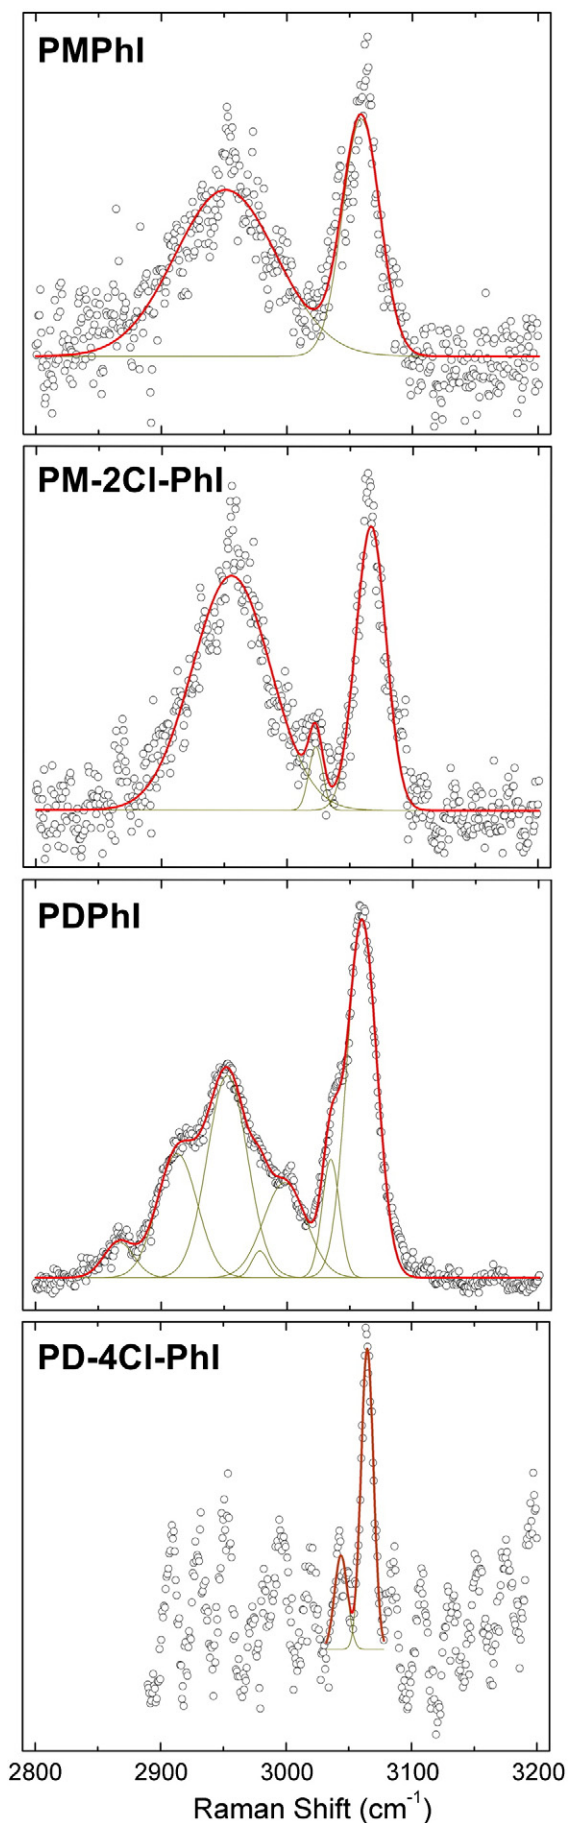 PMPhI
PM-2Cl-PhI
PDPhI
PD-4Cl-PhI
2800 2900 3000 3100 3200
Raman Shift (cm⁻¹)